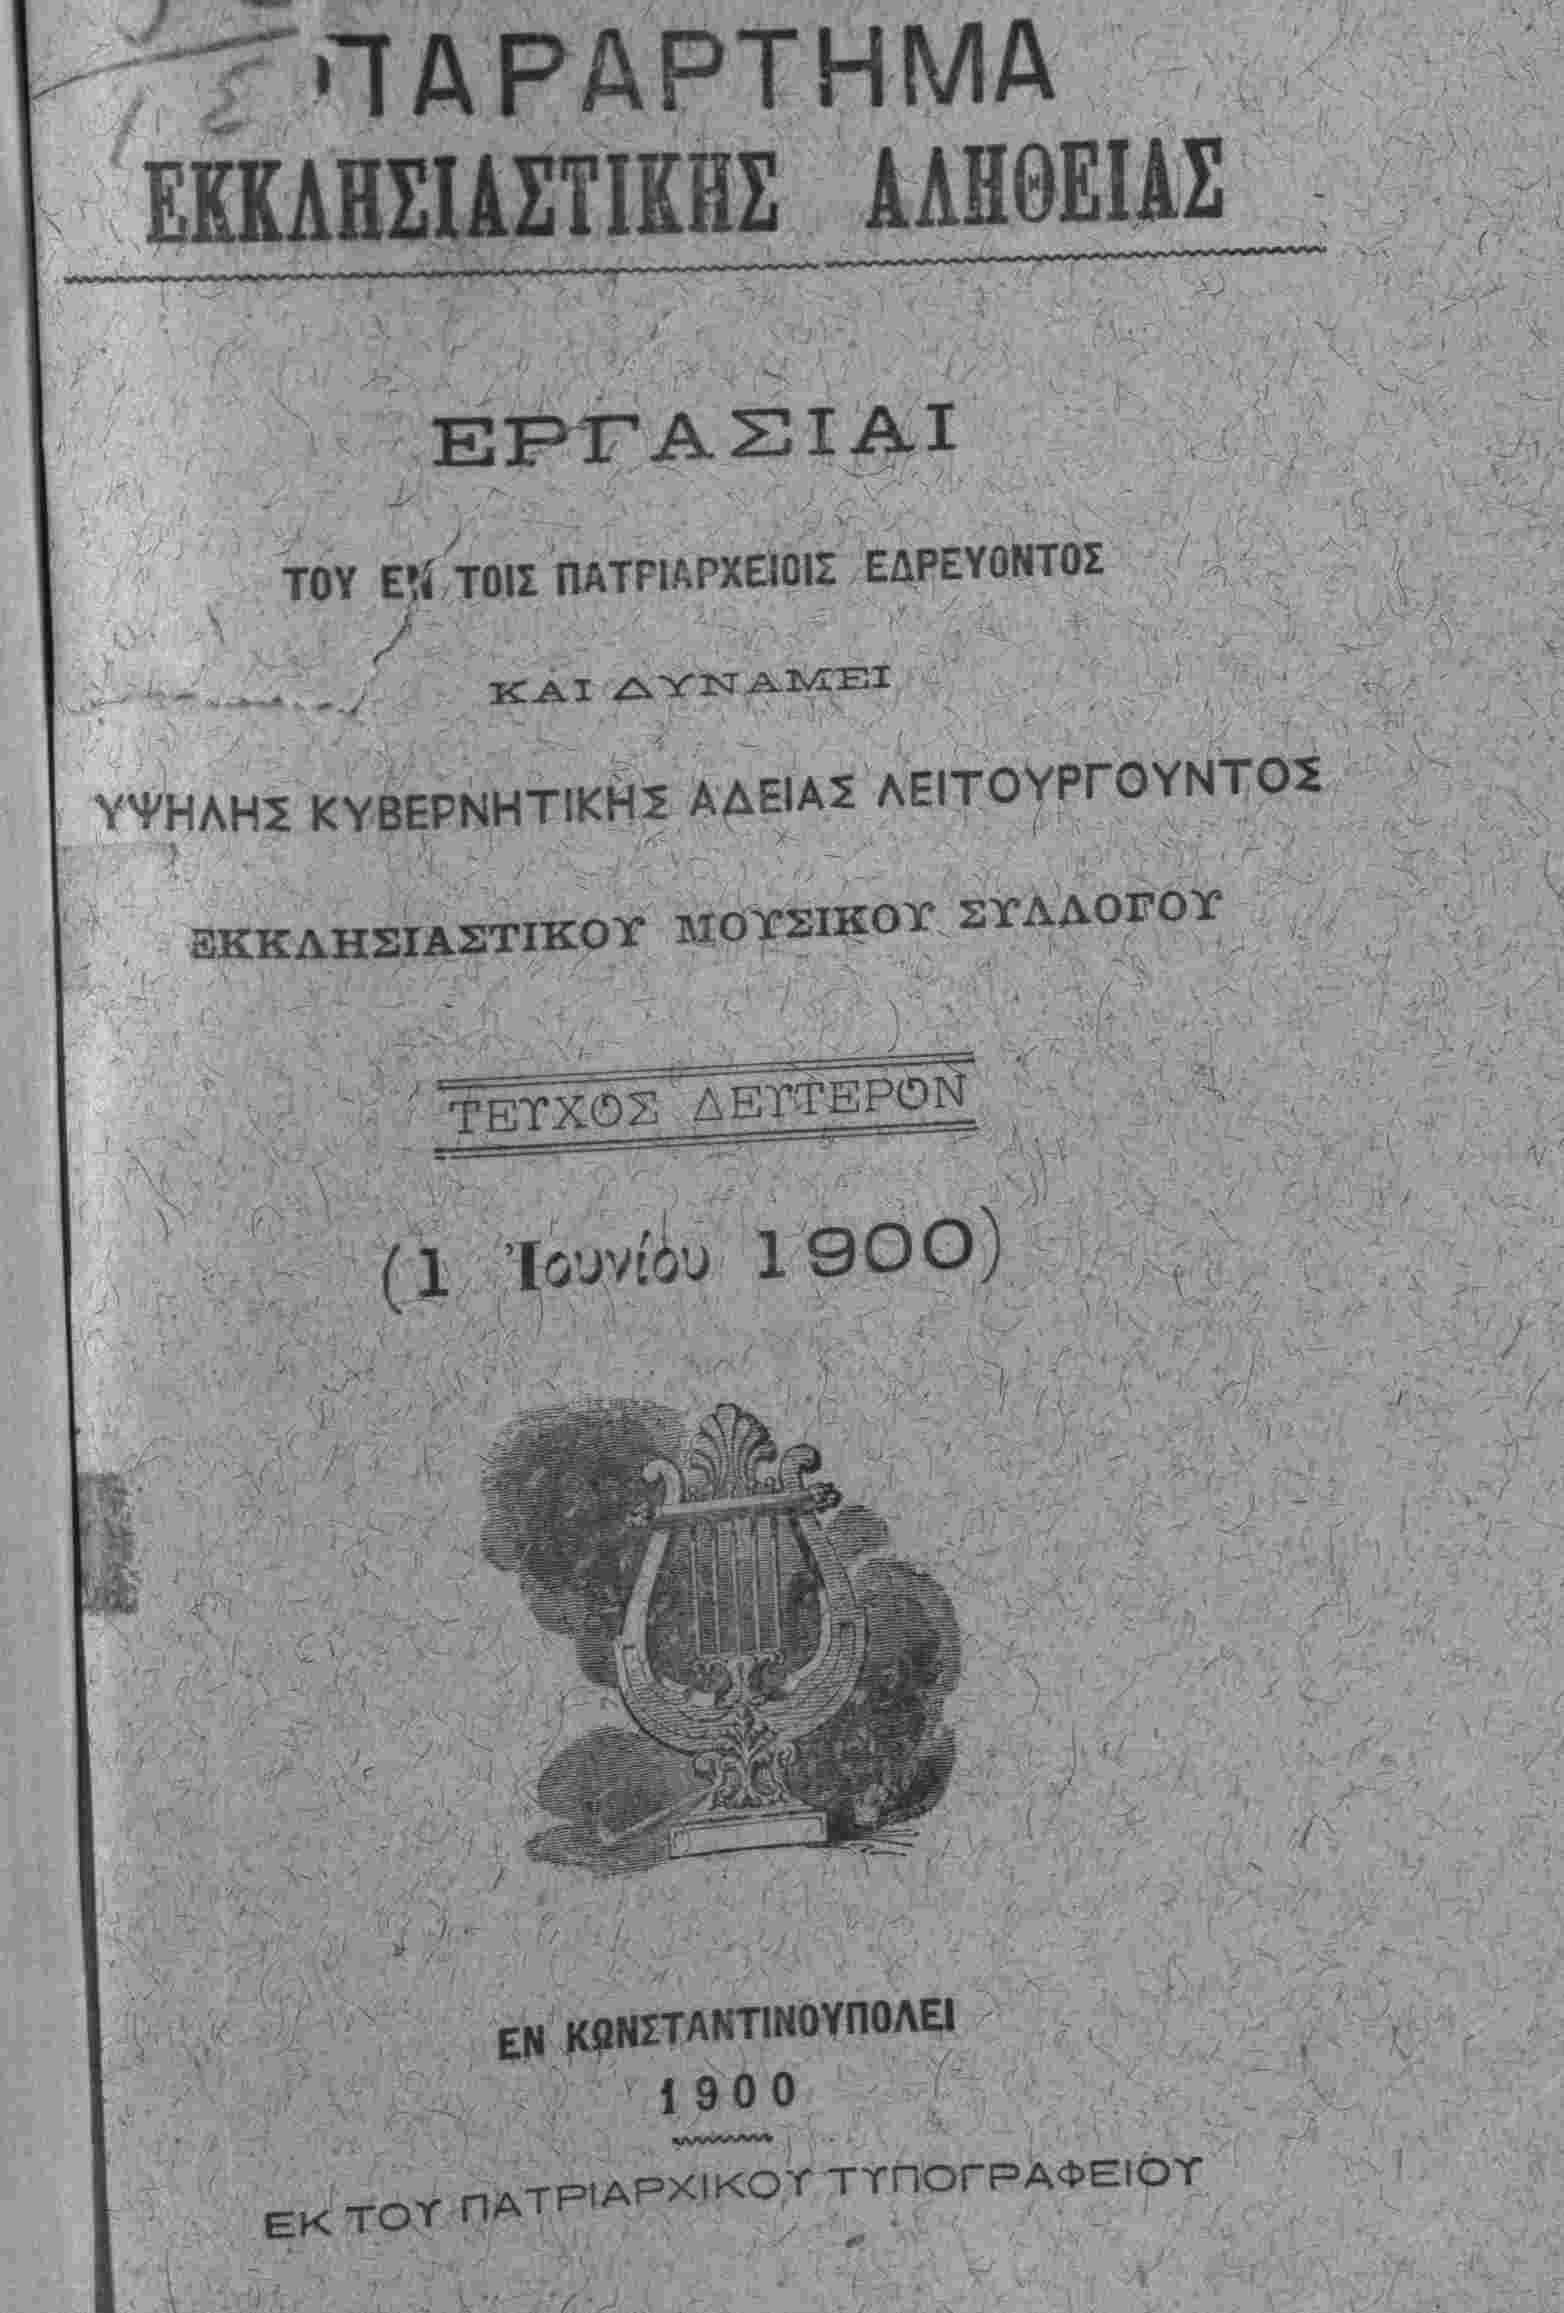 ΠΑΡΑΡΤΗΜΑ
ΕΚΚΛΗΣΙΑΣΤΙΚΗΣ ΑΛΗΘΕΙΑΣ
ΕΡΓΑΣΙΑΙ
ΤΟΥ ΕΝ ΤΟΙΣ ΠΑΤΡΙΑΡΧΕΙΟΙΣ ΕΔΡΕΥΟΝΤΟΣ
ΚΑΙ ΔΥΝΑΜΕΙ
ΥΨΗΛΗΣ ΚΥΒΕΡΝΗΤΙΚΗΣ ΑΔΕΙΑΣ ΛΕΙΤΟΥΡΓΟΥΝΤΟΣ
ΕΚΚΛΗΣΙΑΣΤΙΚΟΥ ΜΟΥΣΙΚΟΥ ΣΥΛΛΟΓΟΥ
ΤΕΥΧΟΣ ΔΕΥΤΕΡΟΝ
(1 Ἰουνίου 1900)
ΕΝ ΚΩΝΣΤΑΝΤΙΝΟΥΠΟΛΕΙ
1900
ΕΚ ΤΟΥ ΠΑΤΡΙΑΡΧΙΚΟΥ ΤΥΠΟΓΡΑΦΕΙΟΥ